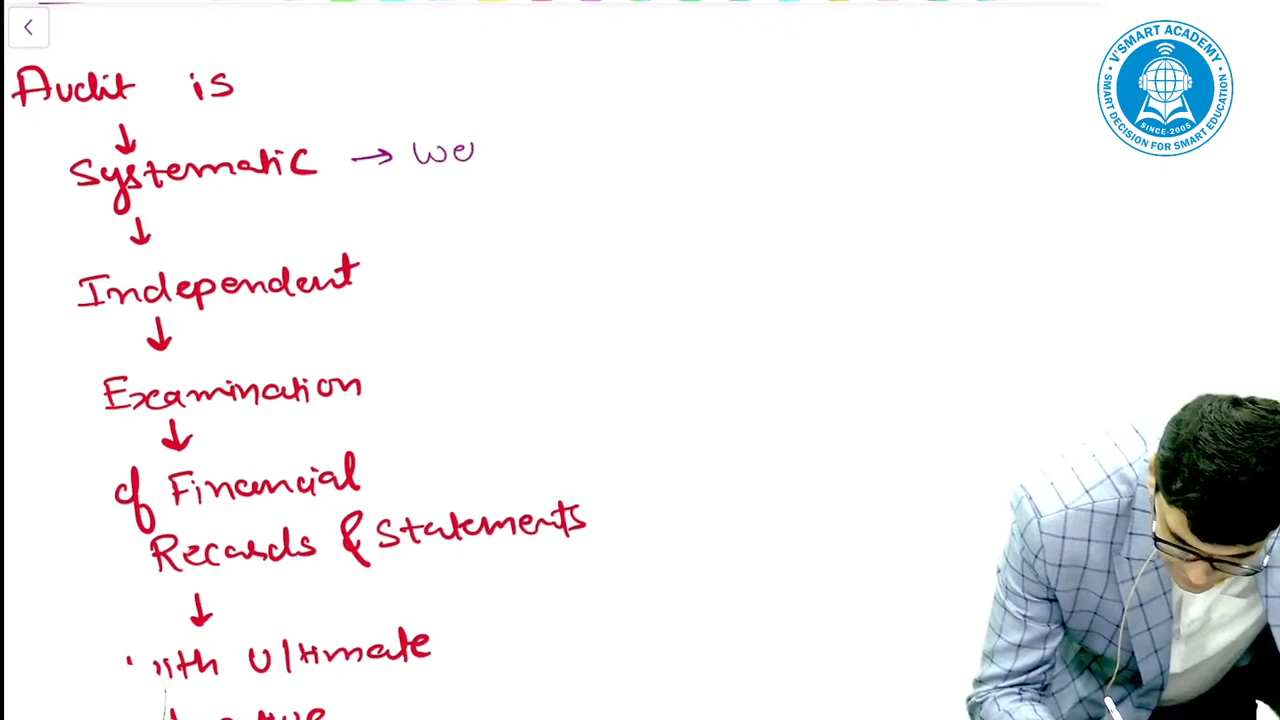 V'SMART ACADEMY
SMART DECISION FOR SMART EDUCATION
SINCE-2005
Audit is
↓
Systematic → we
↓
Independent
↓
Examination
↓
of Financial
Records & Statements
↓
with Ultimate